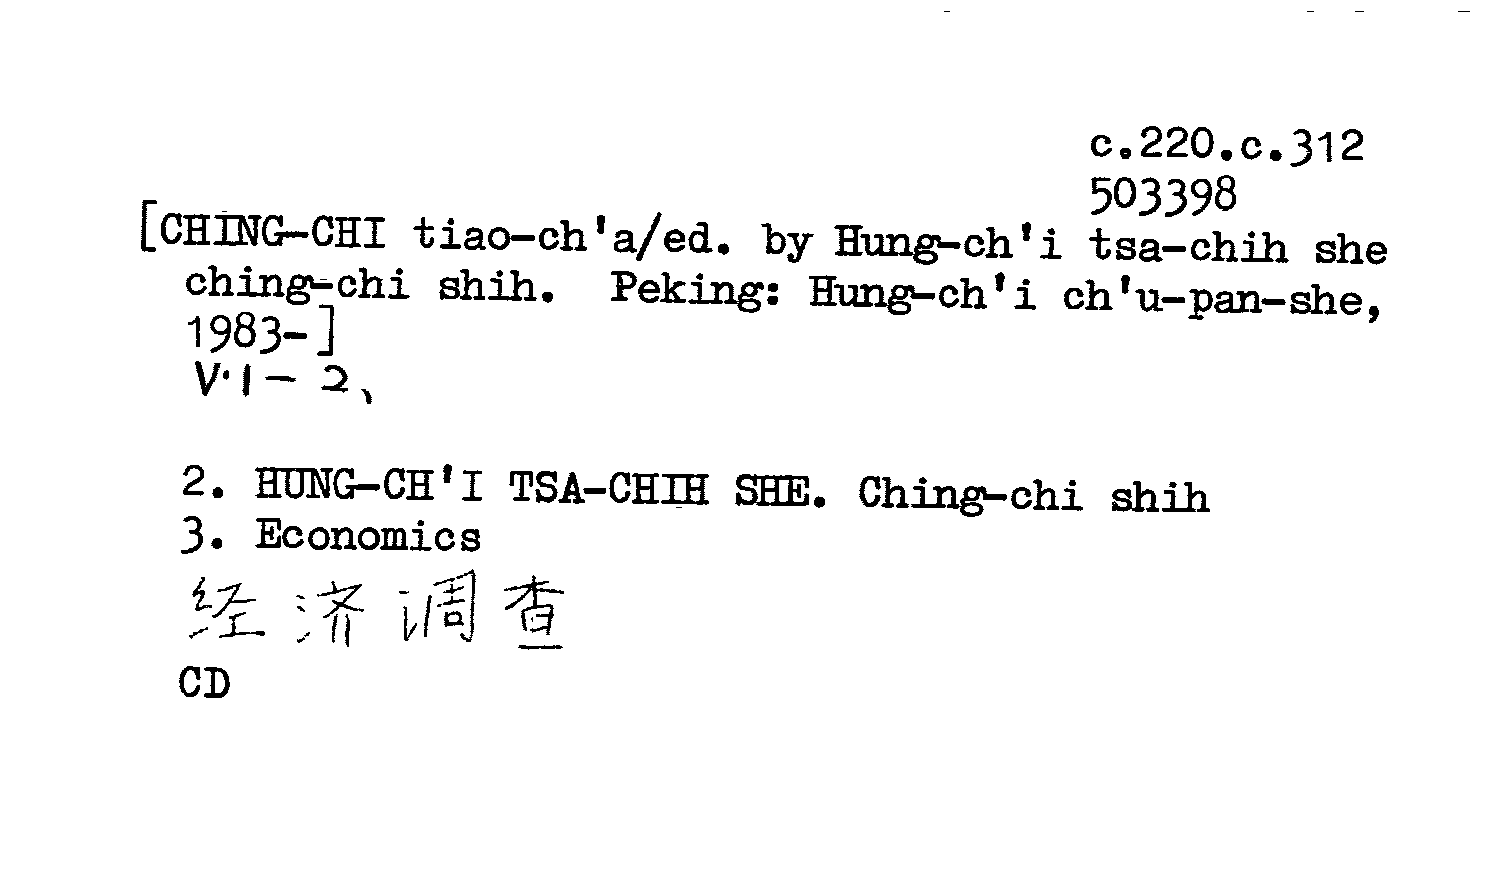 c.220.c.312
503398
[CHING-CHI tiao-ch'a/ed. by Hung-ch'i tsa-chih she
ching-chi shih. Peking: Hung-ch'i ch'u-pan-she,
1983-]
V.1- 2、
2. HUNG-CH'I TSA-CHIH SHE. Ching-chi shih
3. Economics
经济调查
CD